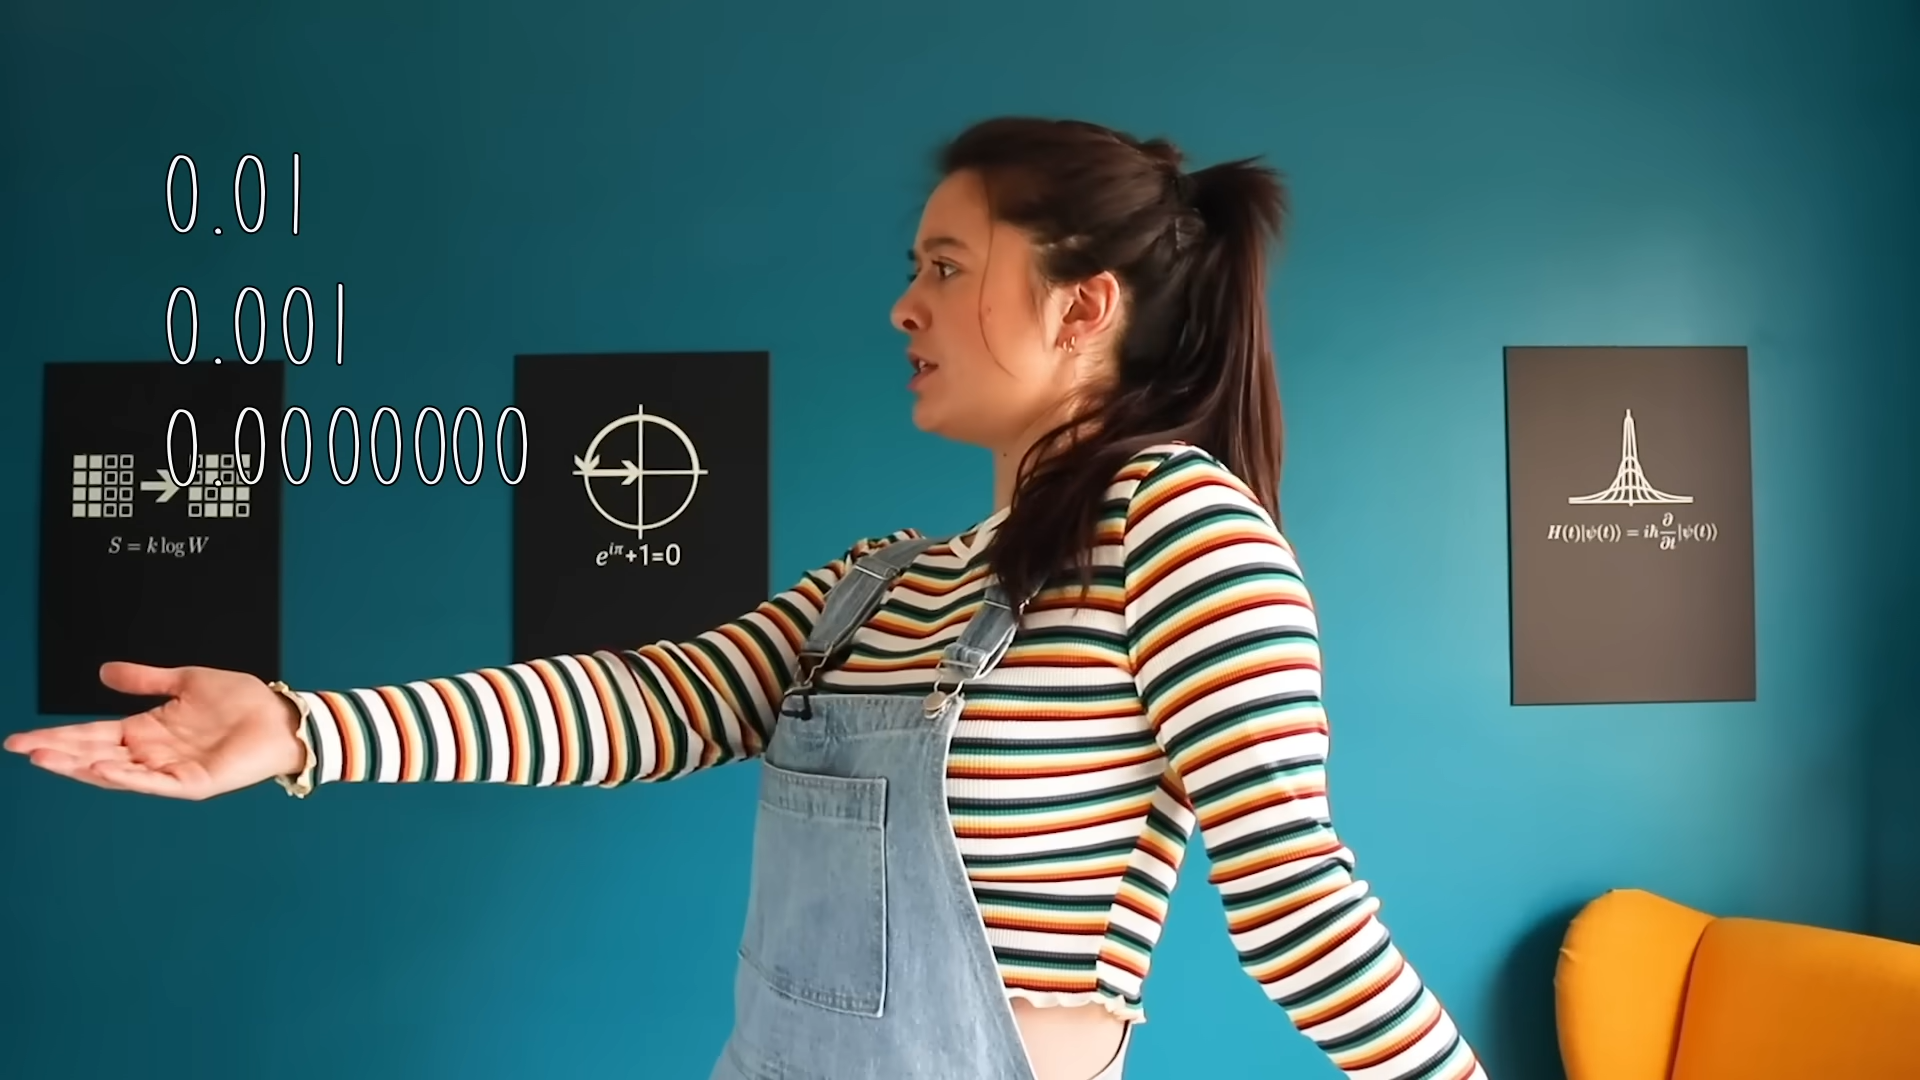 0.01
0.001
0.0000000
S = k log W
e^{iπ}+1=0
H(t)|ψ(t)⟩ = iħ ∂/∂t |ψ(t)⟩